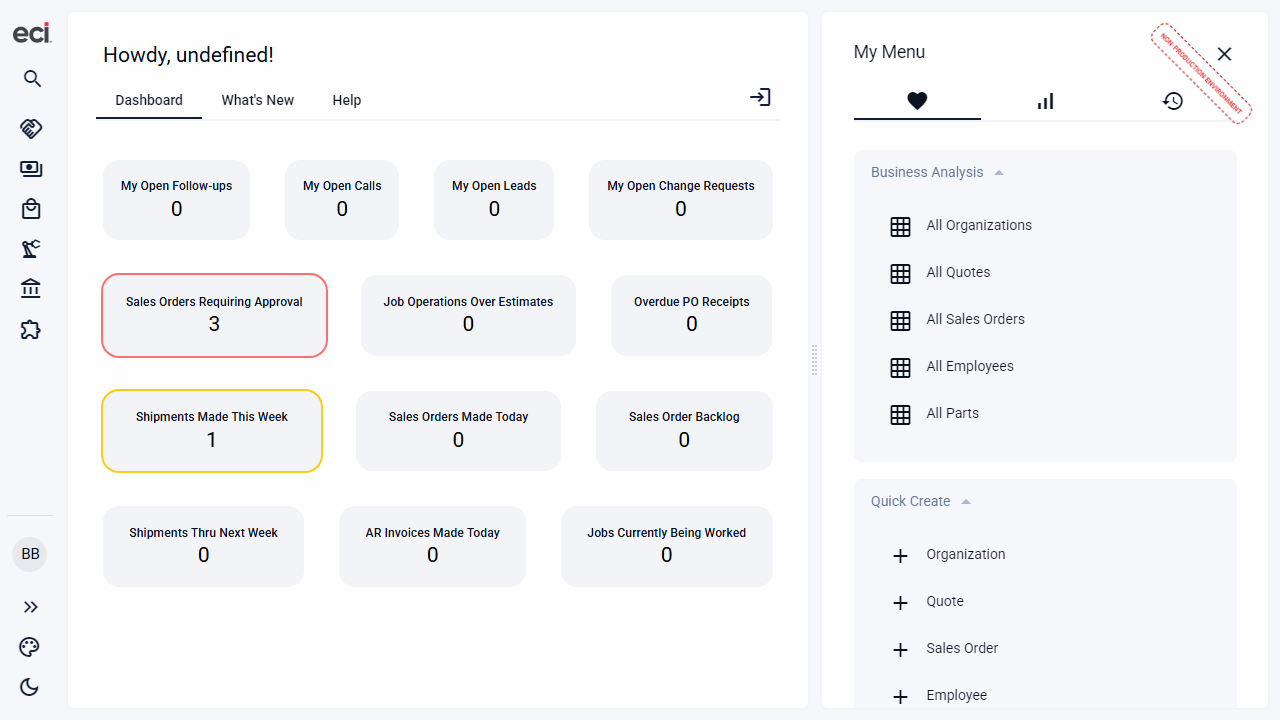 eci
Howdy, undefined!
Dashboard
What's New
Help
My Open Follow-ups
0
My Open Calls
0
My Open Leads
0
My Open Change Requests
0
Sales Orders Requiring Approval
3
Job Operations Over Estimates
0
Overdue PO Receipts
0
Shipments Made This Week
1
Sales Orders Made Today
0
Sales Order Backlog
0
Shipments Thru Next Week
0
AR Invoices Made Today
0
Jobs Currently Being Worked
0
BB
My Menu
NON-PRODUCTION ENVIRONMENT
Business Analysis
All Organizations
All Quotes
All Sales Orders
All Employees
All Parts
Quick Create
Organization
Quote
Sales Order
Employee